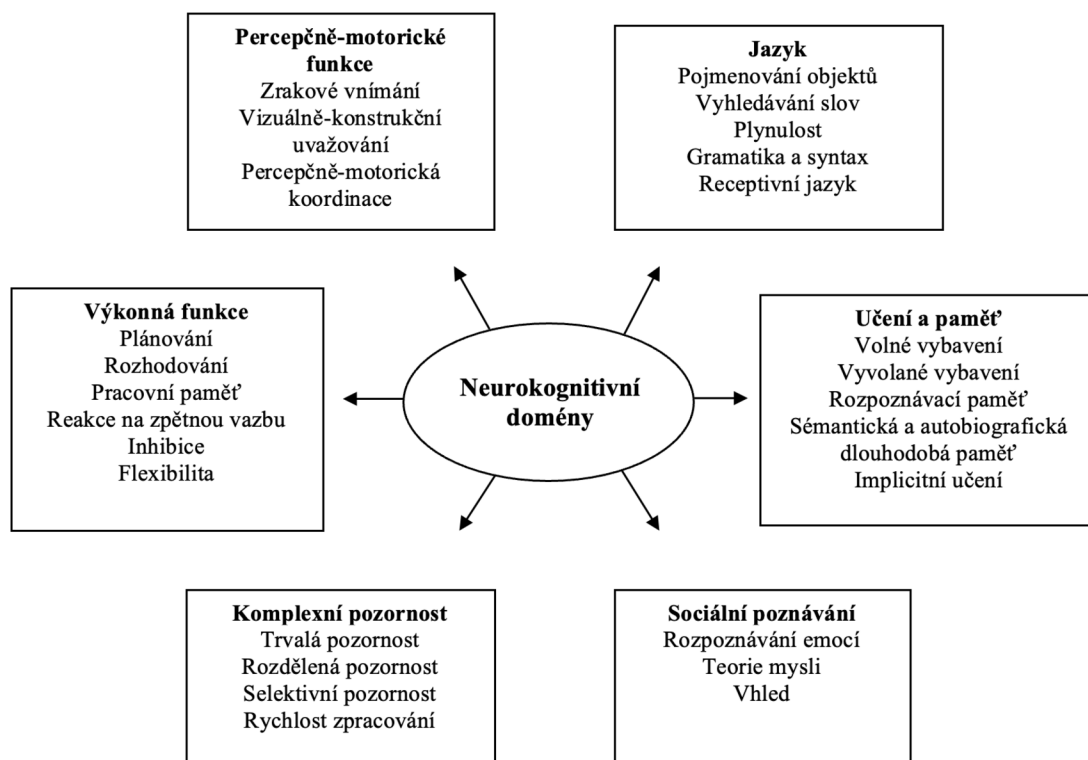 Percepčně-motorické
funkce
Zrakové vnímání
Vizuálně-konstrukční
uvažování
Percepčně-motorická
koordinace
Jazyk
Pojmenování objektů
Vyhledávání slov
Plynulost
Gramatika a syntax
Receptivní jazyk
Výkonná funkce
Plánování
Rozhodování
Pracovní paměť
Reakce na zpětnou vazbu
Inhibice
Flexibilita
Neurokognitivní
domény
Učení a paměť
Volné vybavení
Vyvolané vybavení
Rozpoznávací paměť
Sémantická a autobiografická
dlouhodobá paměť
Implicitní učení
Komplexní pozornost
Trvalá pozornost
Rozdělená pozornost
Selektivní pozornost
Rychlost zpracování
Sociální poznávání
Rozpoznávání emocí
Teorie mysli
Vhled